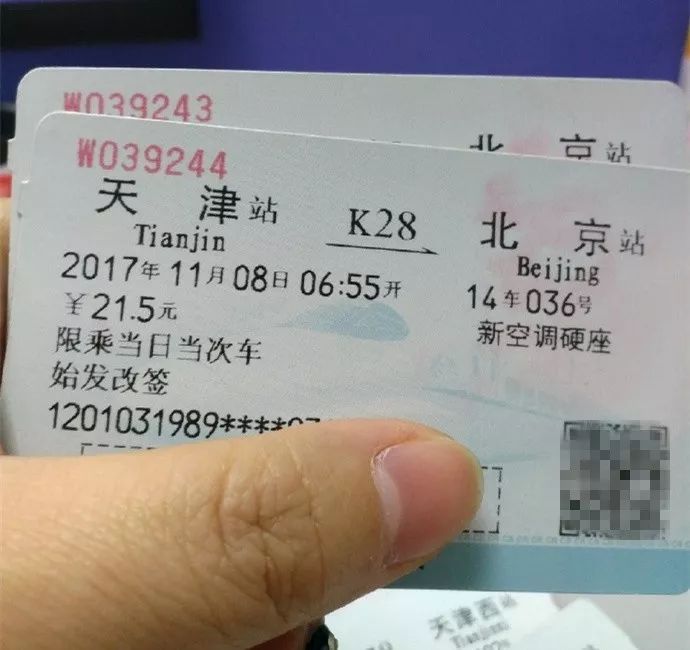 W039243
北 京站
W039244
天 津站 K28 北 京站
Tianjin Beijing
2017年11月08日06:55开 14车036号
¥21.5元 新空调硬座
限乘当日当次车
始发改签
1201031989****
天津西站